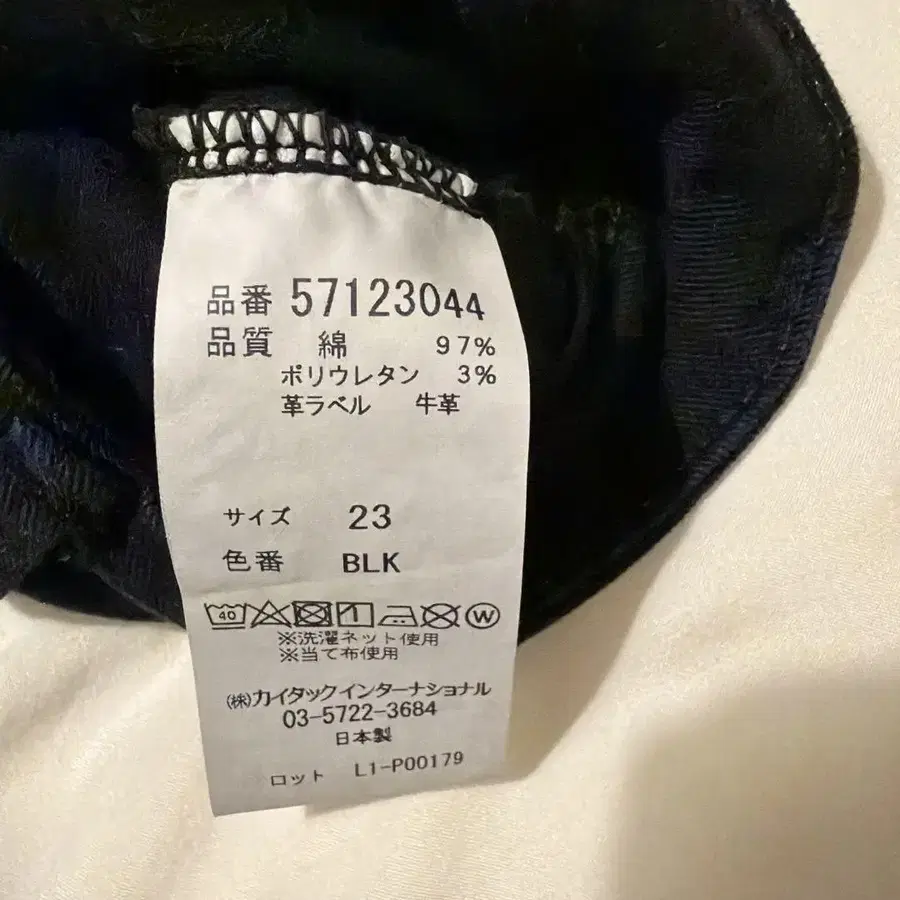 品番 57123044
品質 綿 97%
ポリウレタン 3%
革ラベル 牛革
サイズ 23
色番 BLK
40 W
※洗濯ネット使用
※当て布使用
㈱カイタックインターナショナル
03-5722-3684
日本製
ロット L1-P00179